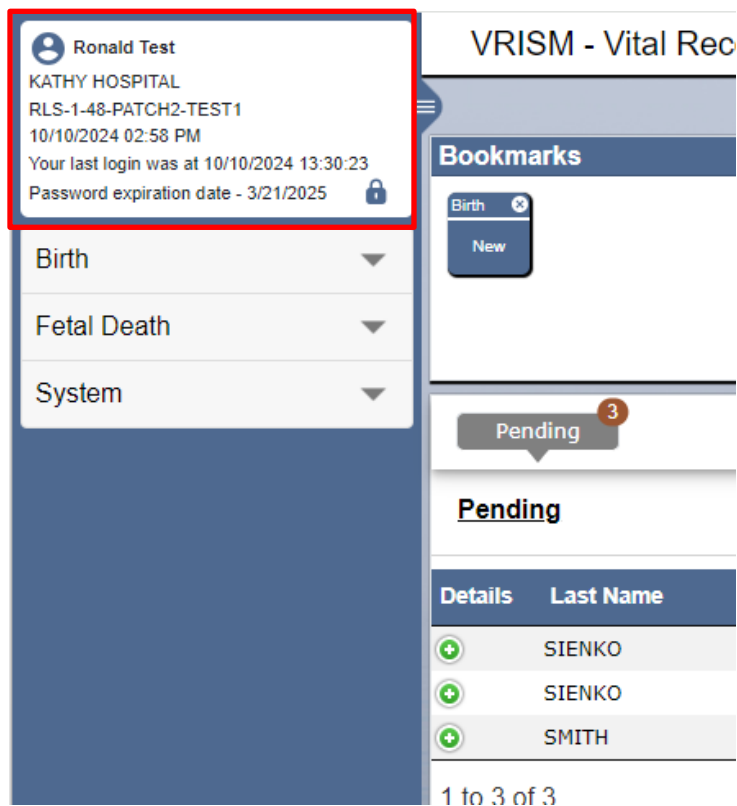 Ronald Test
KATHY HOSPITAL
RLS-1-48-PATCH2-TEST1
10/10/2024 02:58 PM
Your last login was at 10/10/2024 13:30:23
Password expiration date - 3/21/2025
Birth
Fetal Death
System
VRISM - Vital Rec
Bookmarks
Birth
New
Pending
3
Pending
Details Last Name
SIENKO
SIENKO
SMITH
1 to 3 of 3